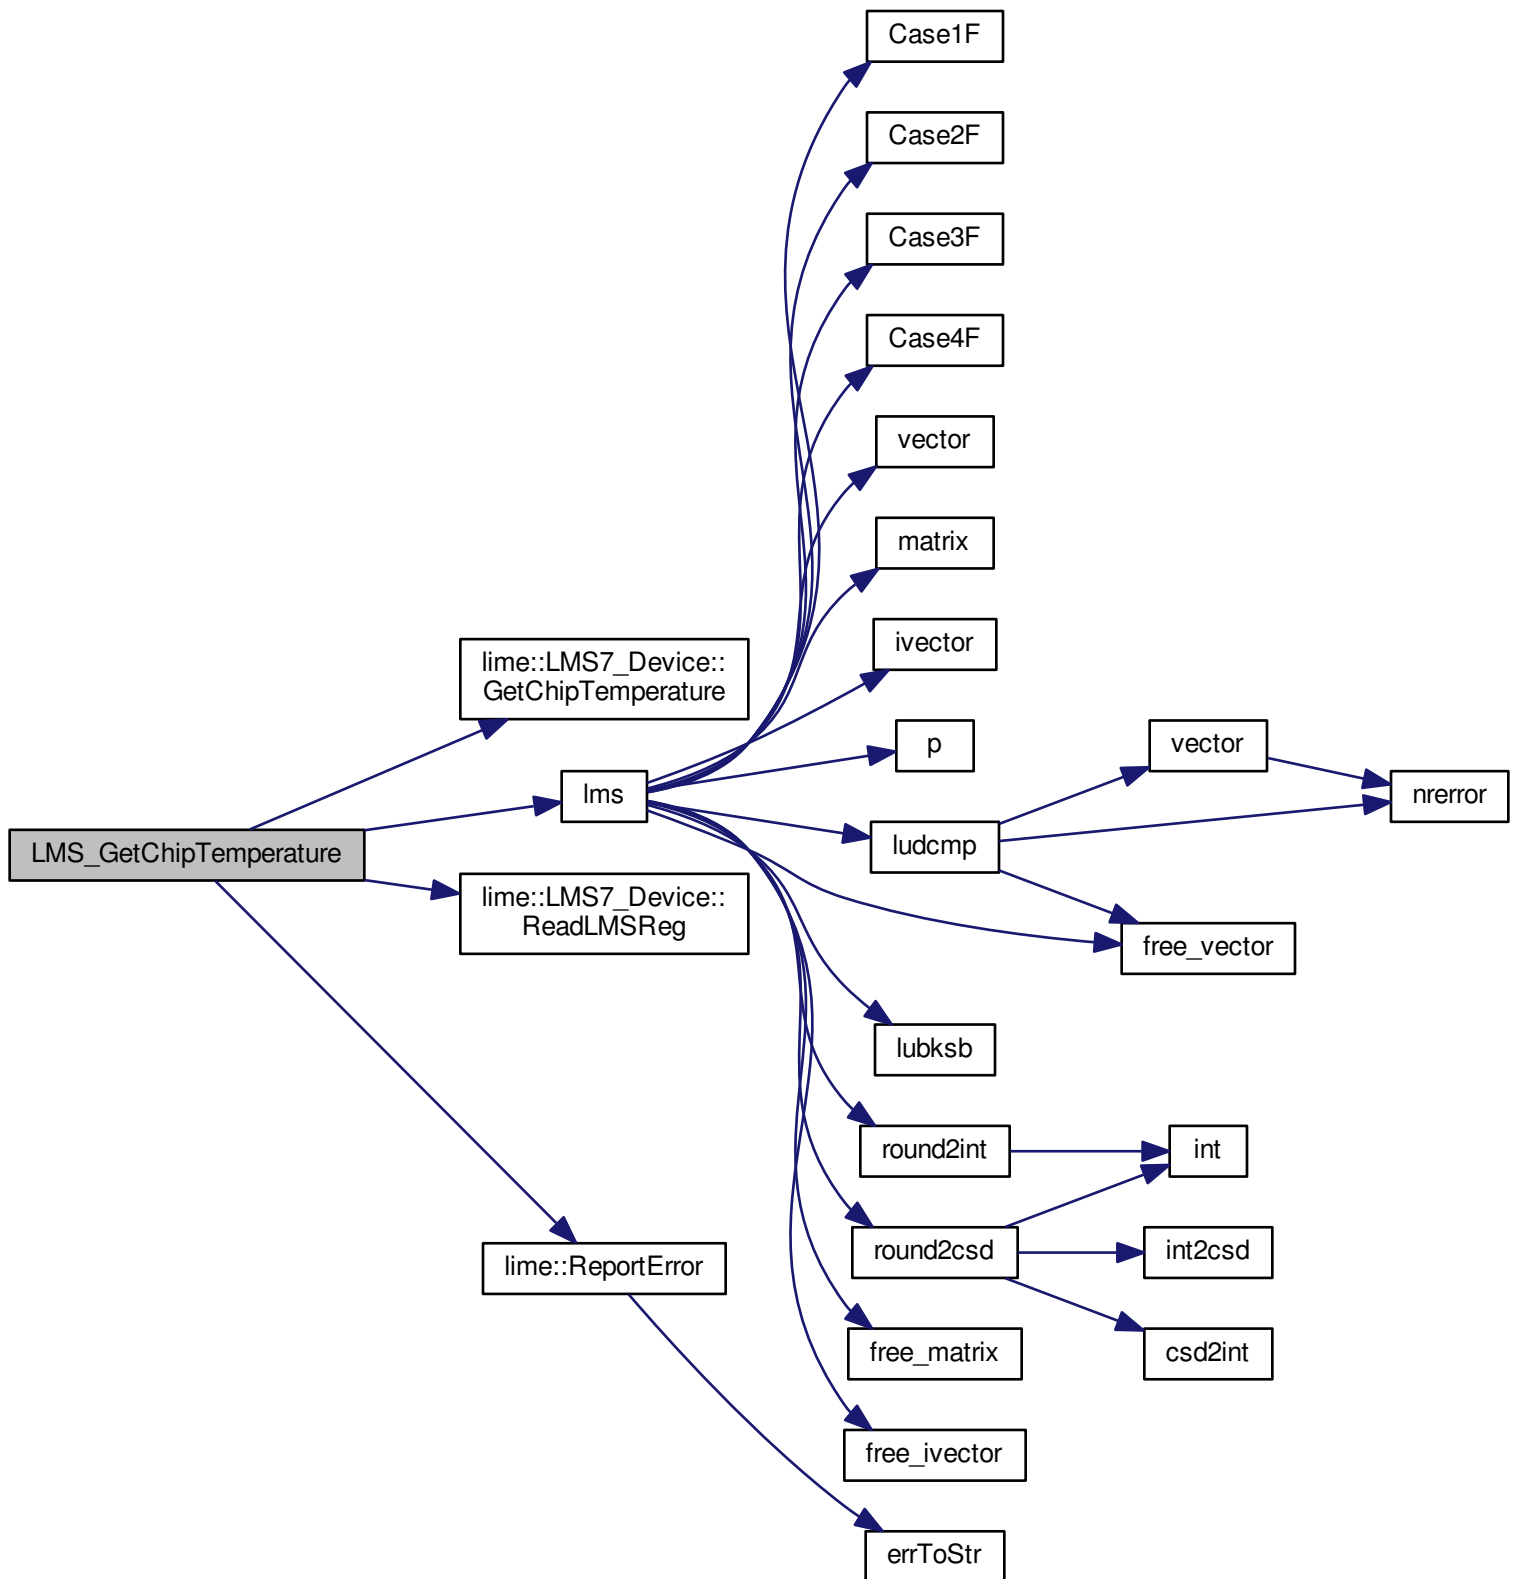 Case1F
Case2F
Case3F
Case4F
vector
matrix
ivector
lime::LMS7_Device::
GetChipTemperature
p
vector
lms
nrerror
ludcmp
LMS_GetChipTemperature
lime::LMS7_Device::
ReadLMSReg
free_vector
lubksb
round2int
int
round2csd
int2csd
lime::ReportError
free_matrix
csd2int
free_ivector
errToStr